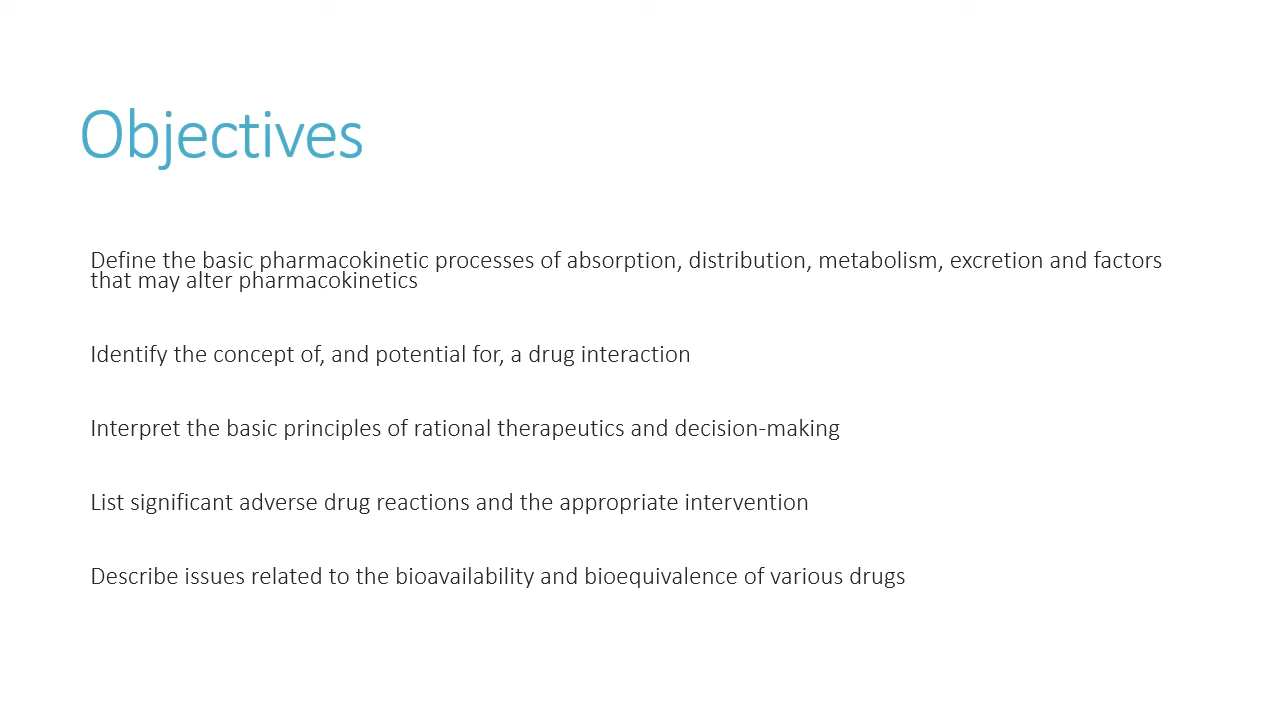 Objectives
Define the basic pharmacokinetic processes of absorption, distribution, metabolism, excretion and factors
that may alter pharmacokinetics
Identify the concept of, and potential for, a drug interaction
Interpret the basic principles of rational therapeutics and decision-making
List significant adverse drug reactions and the appropriate intervention
Describe issues related to the bioavailability and bioequivalence of various drugs